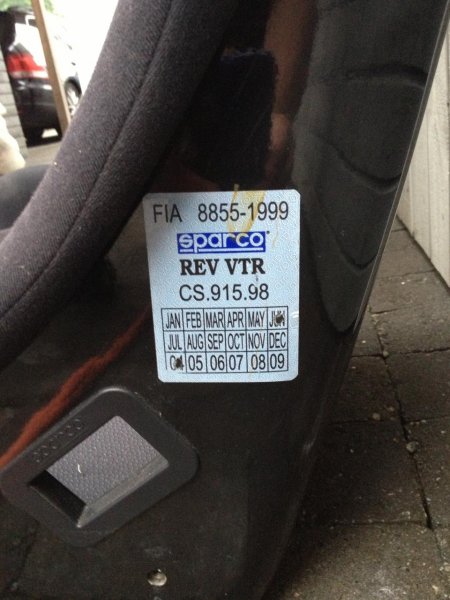 FIA 8855-1999
sparco
REV VTR
CS.915.98
JAN FEB MAR APR MAY JUN
JUL AUG SEP OCT NOV DEC
04 05 06 07 08 09
sparco